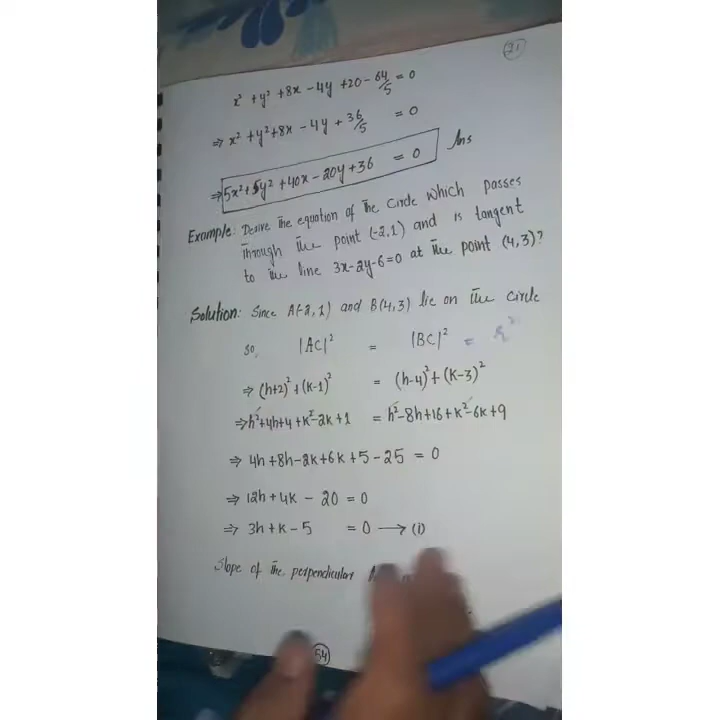 21
x² + y² + 8x - 4y + 20 - 64/5 = 0
⇒ x² + y² + 8x - 4y + 36/5 = 0
Ans
⇒ 5x² + 5y² + 40x - 20y + 36 = 0
Example: Derive the equation of the circle which passes
through the point (-2,1) and is tangent
to the line 3x-2y-6=0 at the point (4,3)?
Solution: Since A(-2,1) and B(4,3) lie on the circle
so, |AC|² = |BC|² = r²
⇒ (h+2)² + (k-1)² = (h-4)² + (k-3)²
⇒ h² + 4h + 4 + k² - 2k + 1 = h² - 8h + 16 + k² - 6k + 9
⇒ 4h + 8h - 2k + 6k + 5 - 25 = 0
⇒ 12h + 4k - 20 = 0
⇒ 3h + k - 5 = 0 → (i)
Slope of the perpendicular
54